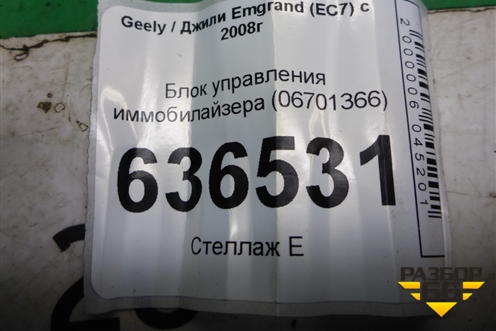 Geely / Джили Emgrand (EC7) с
2008г
Блок управления
иммобилайзера (06701366)
636531
Стеллаж Е
2000006045201
РАЗБОР